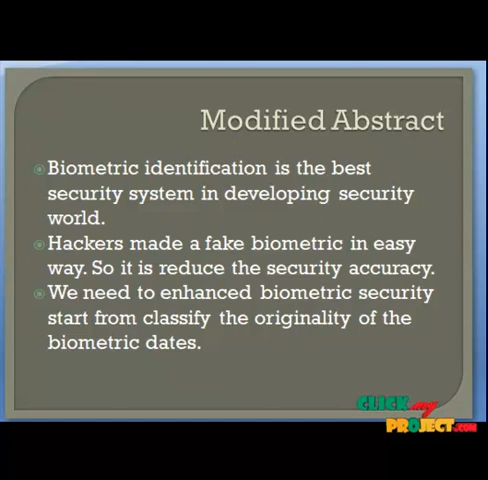 Modified Abstract
Biometric identification is the best
security system in developing security
world.
Hackers made a fake biometric in easy
way. So it is reduce the security accuracy.
We need to enhanced biometric security
start from classify the originality of the
biometric dates.
CLICK my
PROJECT.COM